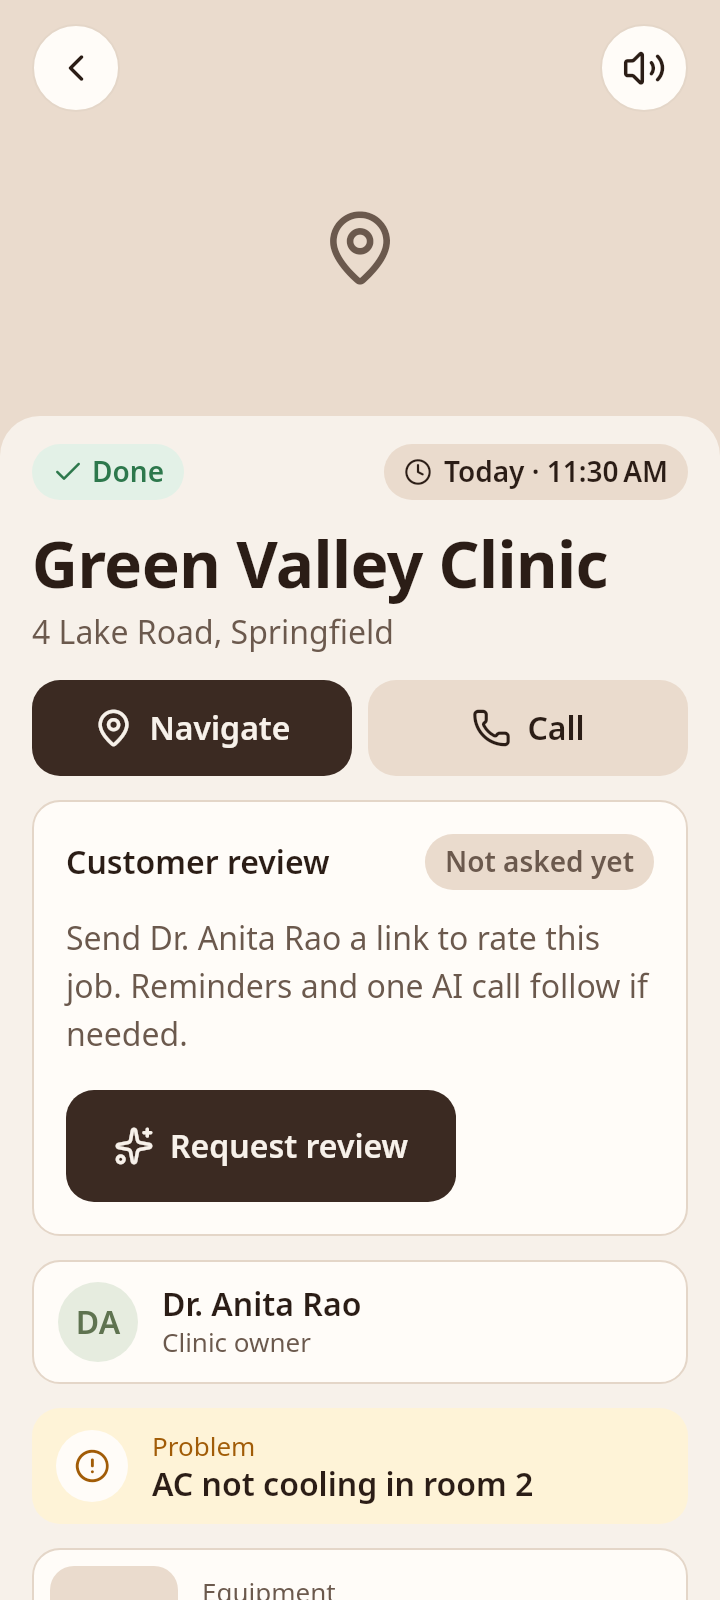 Done
Today · 11:30 AM
Green Valley Clinic
4 Lake Road, Springfield
Navigate
Call
Customer review
Not asked yet
Send Dr. Anita Rao a link to rate this
job. Reminders and one AI call follow if
needed.
Request review
DA
Dr. Anita Rao
Clinic owner
Problem
AC not cooling in room 2
Equipment